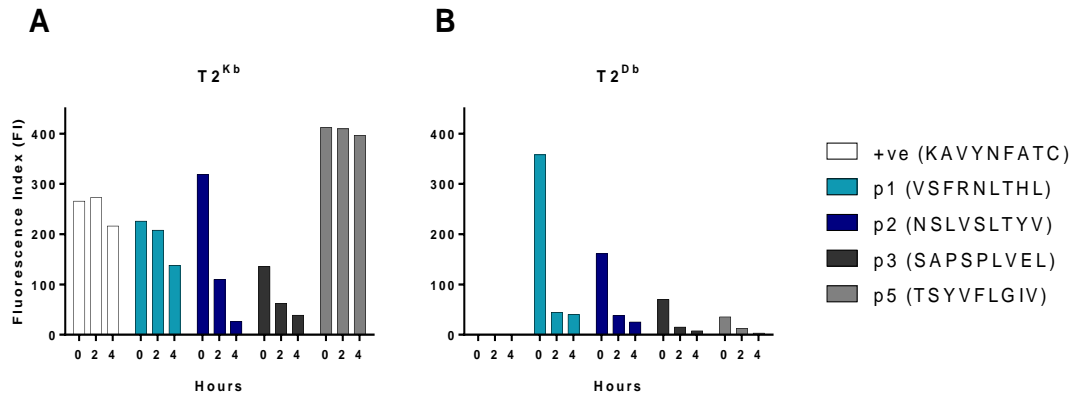 A
B
T2Kb
T2Db
Fluorescence Index (FI)
400
300
200
100
0
0 2 4 0 2 4 0 2 4 0 2 4 0 2 4
Hours
400
300
200
100
0
0 2 4 0 2 4 0 2 4 0 2 4 0 2 4
Hours
+ve (KAVYNFATC)
p1 (VSFRNLTHL)
p2 (NSLVSLTYV)
p3 (SAPSPLVEL)
p5 (TSYVFLGIV)